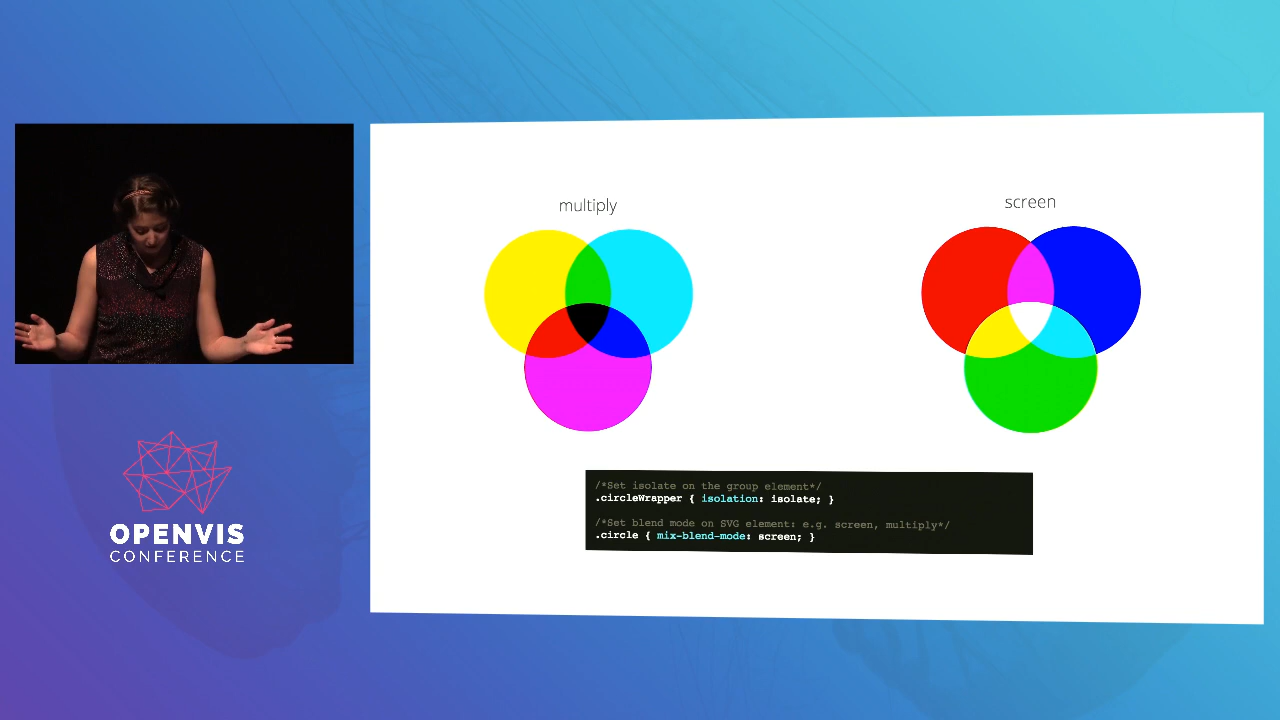 multiply
screen
/*Set isolate on the group element*/
.circleWrapper { isolation: isolate; }
/*Set blend mode on SVG element: e.g. screen, multiply*/
.circle { mix-blend-mode: screen; }
OPENVIS
CONFERENCE